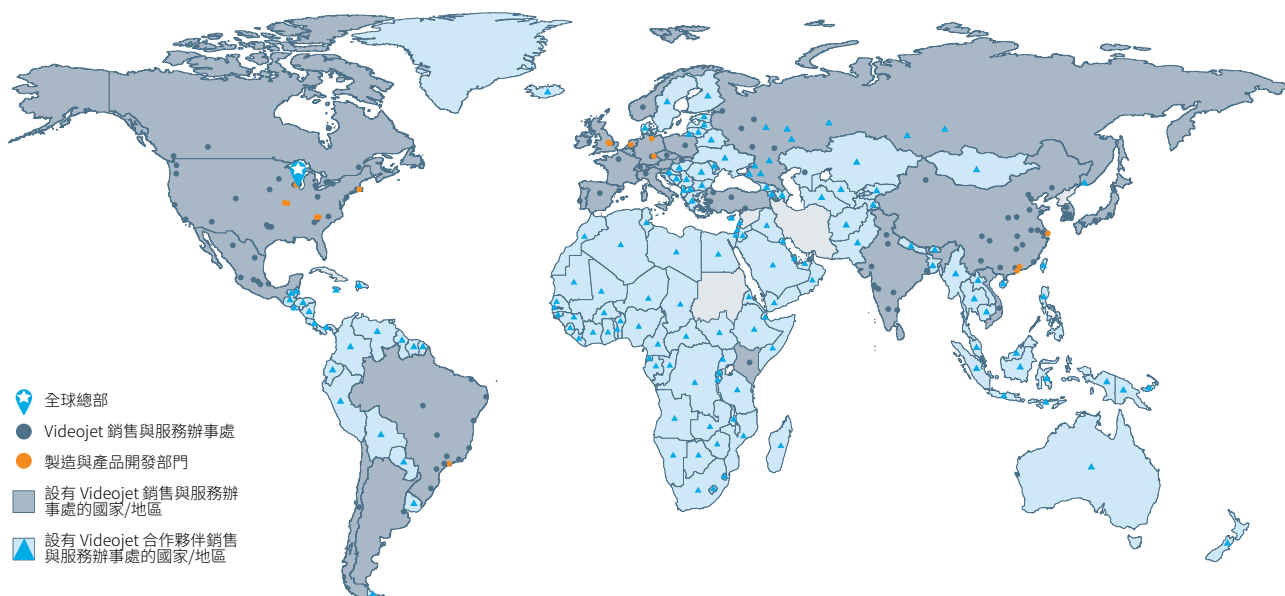 全球總部
Videojet 銷售與服務辦事處
製造與產品開發部門
設有 Videojet 銷售與服務辦
事處的國家/地區
設有 Videojet 合作夥伴銷售
與服務辦事處的國家/地區